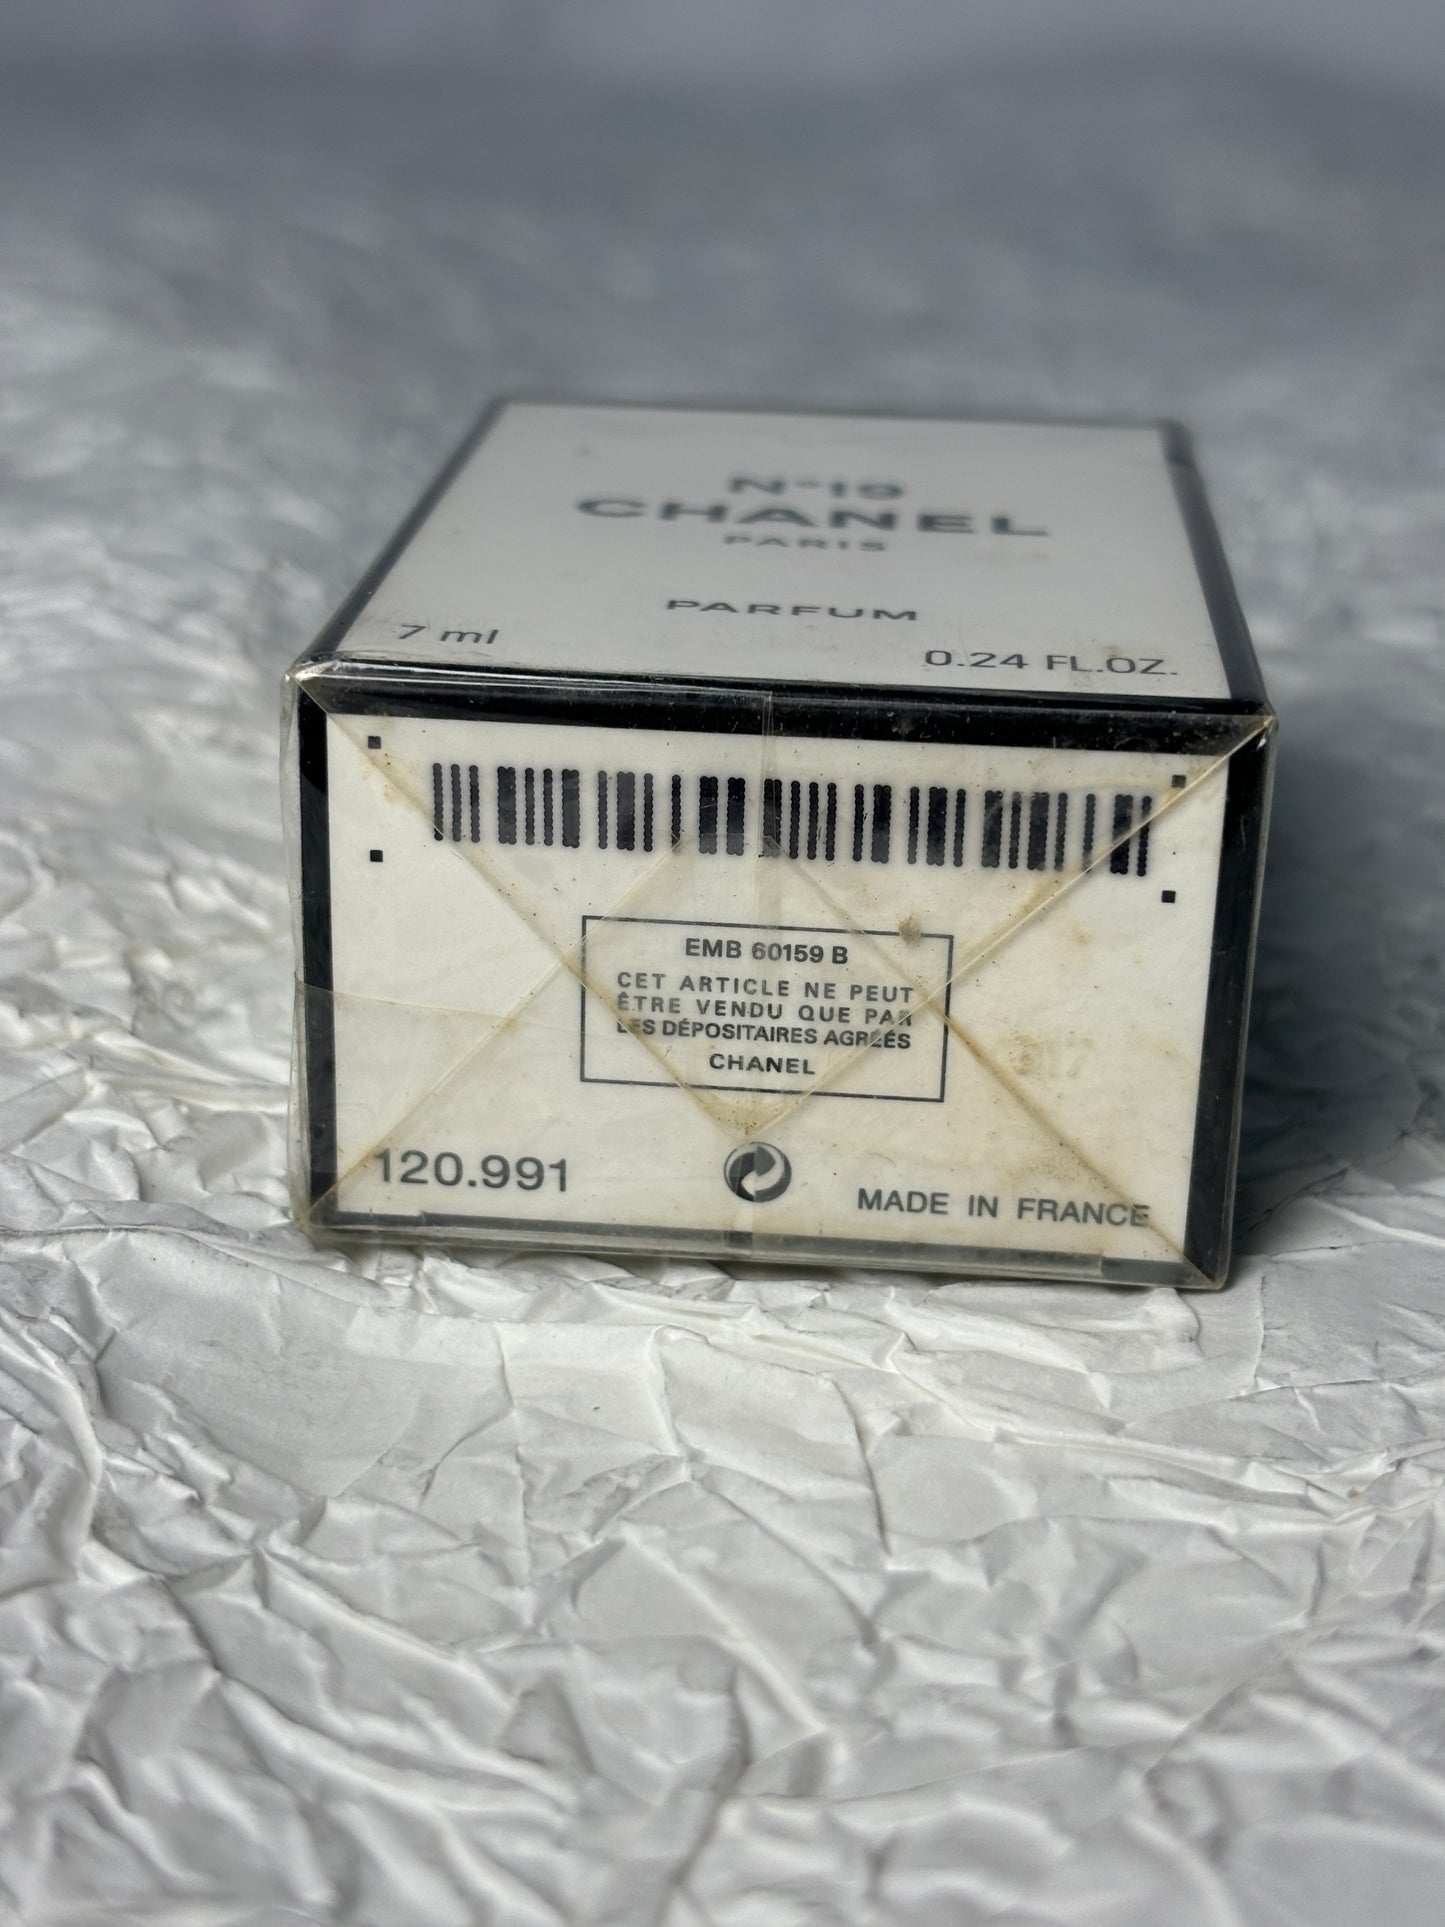 N°19
CHANEL
PARIS
PARFUM
7 ml
0.24 FL.OZ.
EMB 60159 B
CET ARTICLE NE PEUT
ÊTRE VENDU QUE PAR
LES DÉPOSITAIRES AGRÉÉS
CHANEL
120.991
MADE IN FRANCE